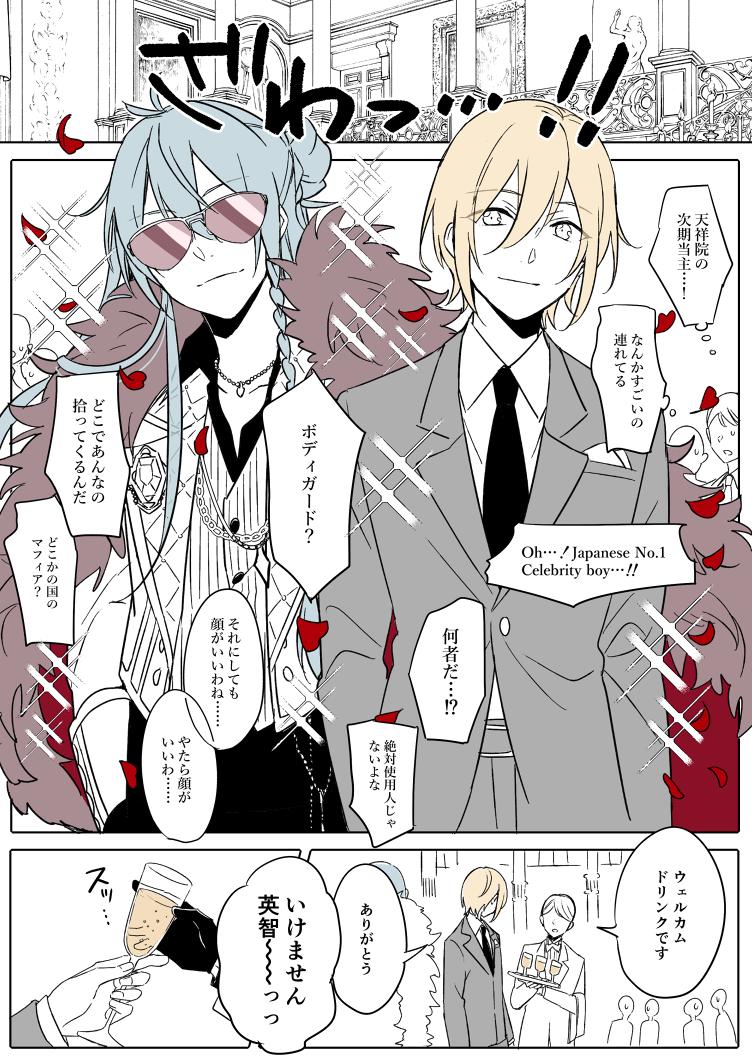 ざわっ…!!
天祥院の
次期当主…!
なんかすごいの
連れてる
Oh…!Japanese No.1
Celebrity boy…!!
ボディガード?
どこであんなの
拾ってくるんだ
どこかの国の
マフィア?
何者だ…!?
それにしても
顔がいいわね……
やたら顔が
いいわ……
絶対使用人じゃ
ないよな
ウェルカム
ドリンクです
ありがとう
いけません
英智〜〜〜っっ
スッ…